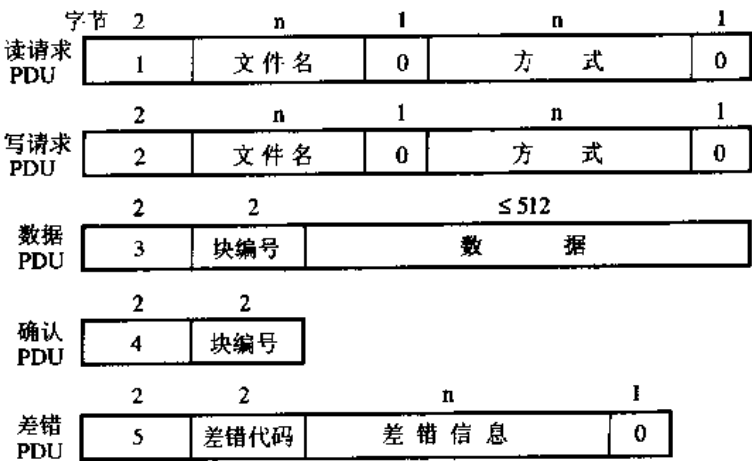 字节 2 n 1 n 1
读请求 PDU 1 文件名 0 方 式 0
2 n 1 n 1
写请求 PDU 2 文件名 0 方 式 0
2 2 ≤512
数据 PDU 3 块编号 数 据
2 2
确认 PDU 4 块编号
2 2 n 1
差错 PDU 5 差错代码 差错信息 0